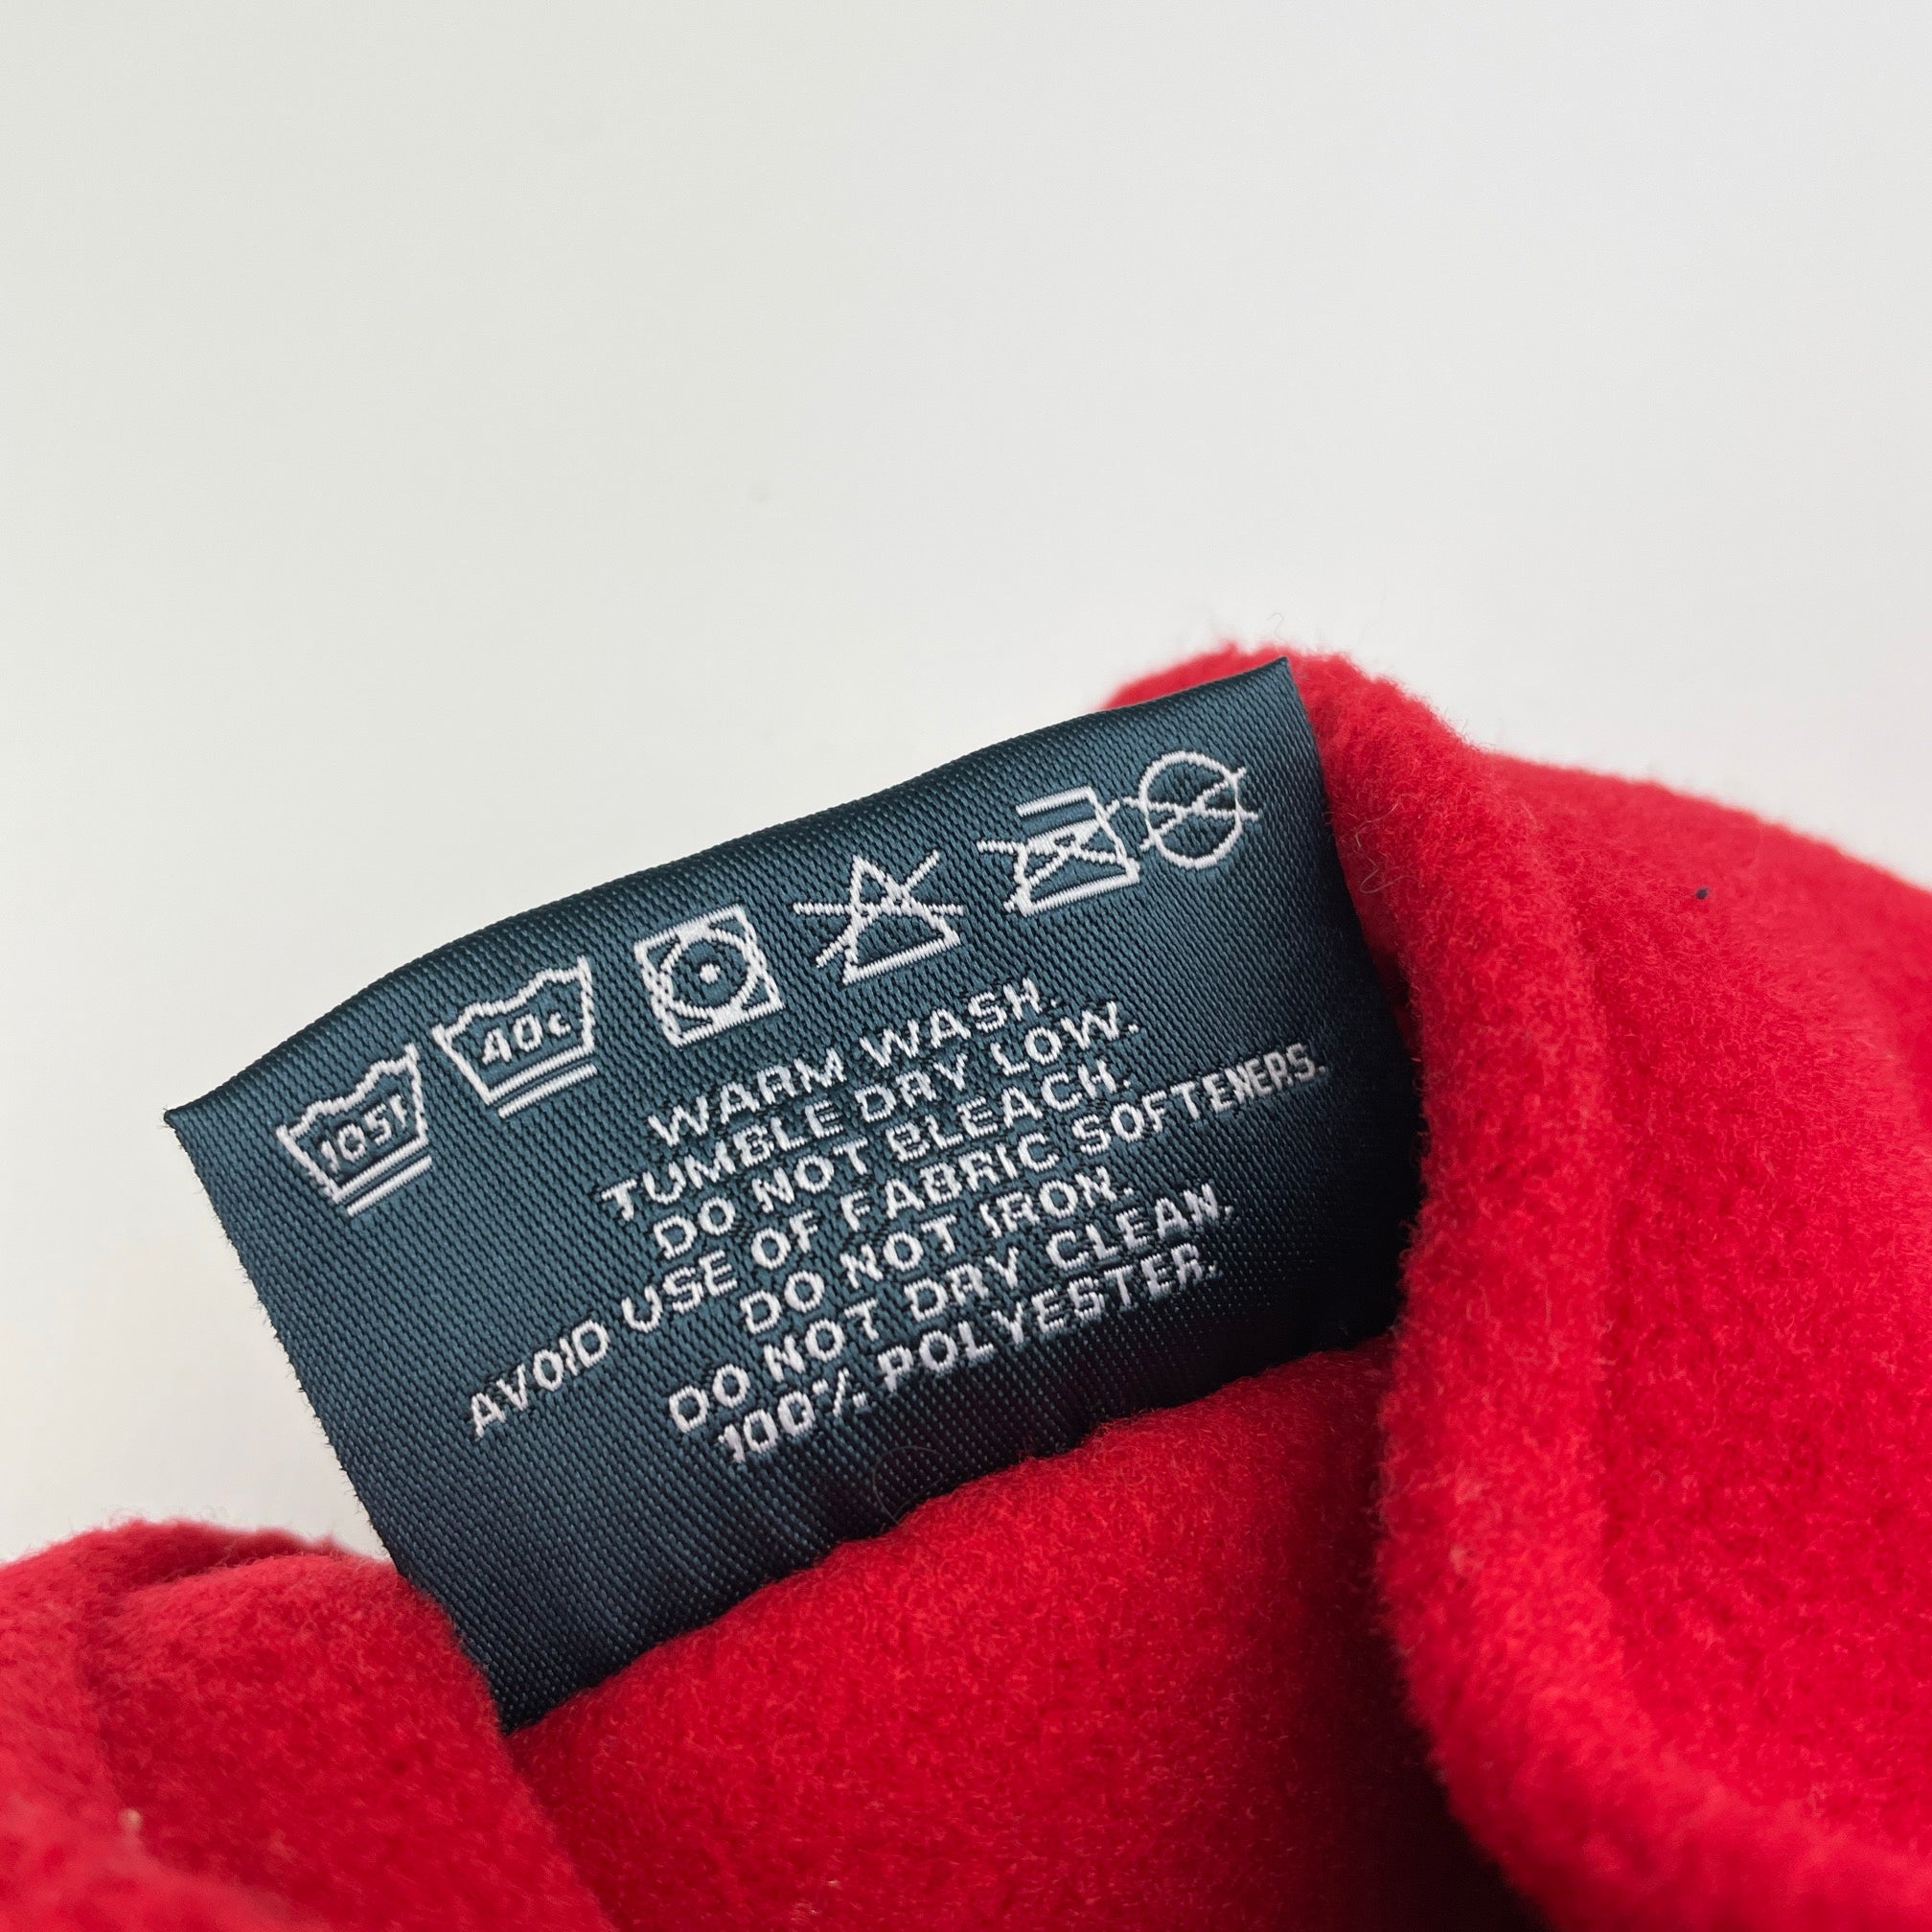 105F 40C
WARM WASH.
TUMBLE DRY LOW.
DO NOT BLEACH.
AVOID USE OF FABRIC SOFTENERS.
DO NOT IRON.
DO NOT DRY CLEAN.
100% POLYESTER.